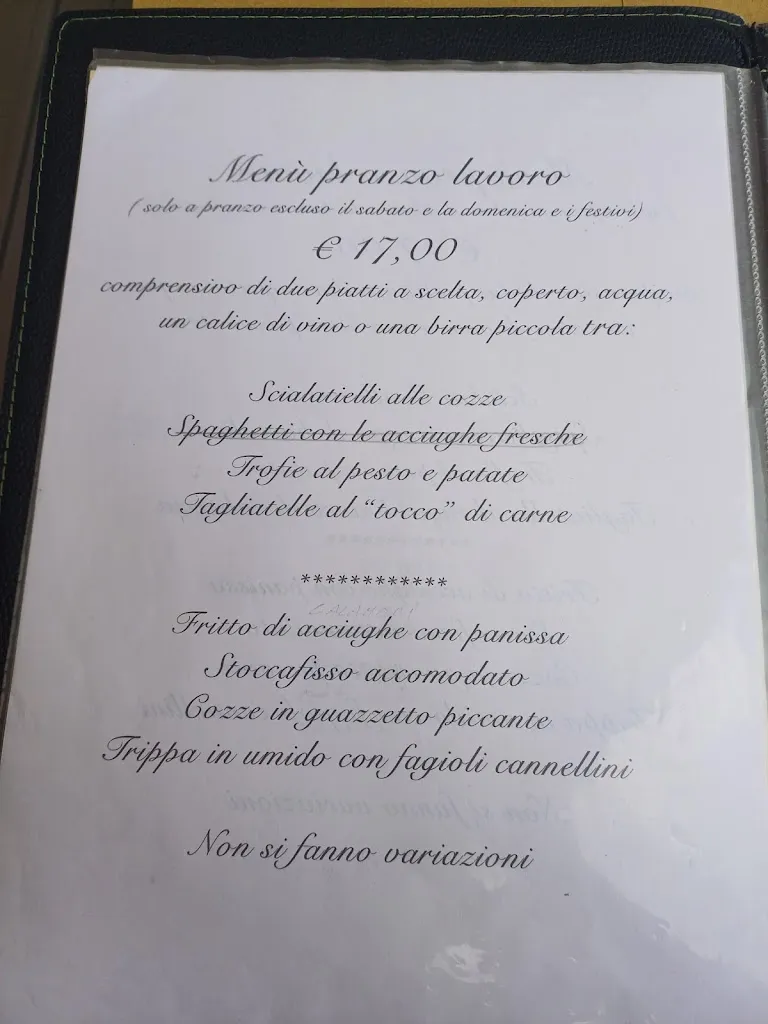 Menù pranzo lavoro
( solo a pranzo escluso il sabato e la domenica e i festivi)
€ 17,00
comprensivo di due piatti a scelta, coperto, acqua,
un calice di vino o una birra piccola tra:
Scialatielli alle cozze
Spaghetti con le acciughe fresche
Trofie al pesto e patate
Tagliatelle al “tocco” di carne
************
CALAMARI
Fritto di acciughe con panissa
Stoccafisso accomodato
Cozze in guazzetto piccante
Trippa in umido con fagioli cannellini
Non si fanno variazioni